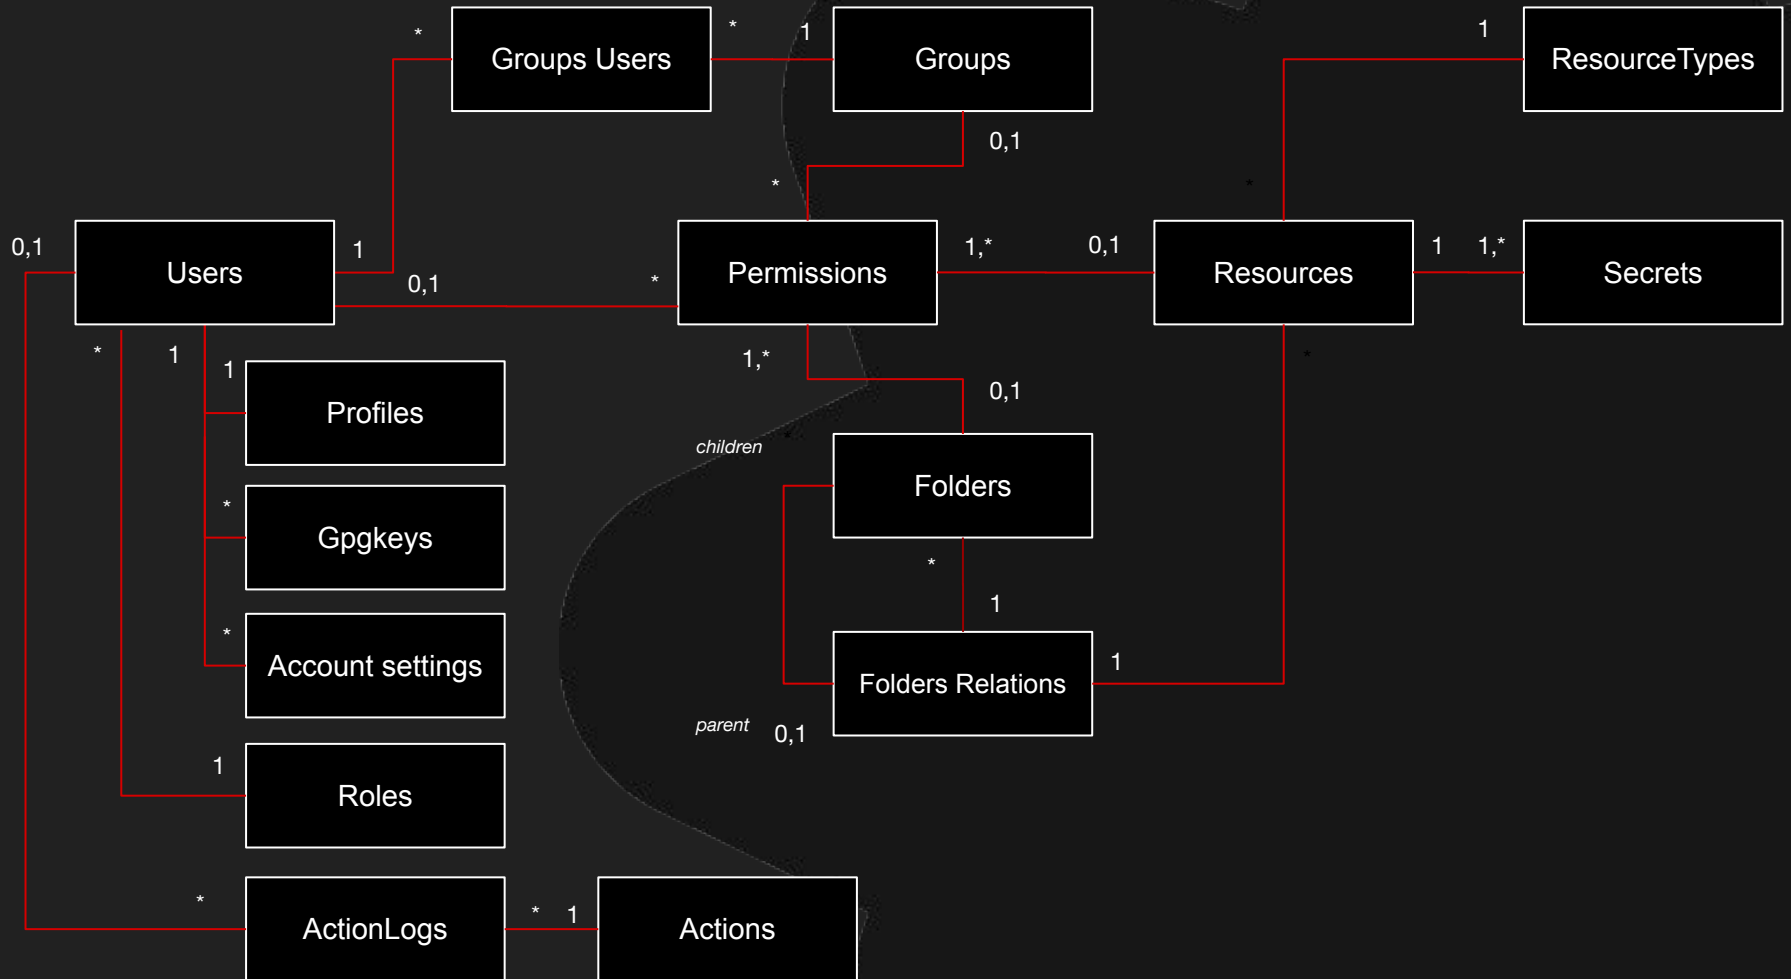 * Groups Users * 1 Groups 1 ResourceTypes
0,1
* *
0,1 Users 1 0,1 * Permissions 1,* 0,1 Resources 1 1,* Secrets
* 1 1 1,* 0,1 *
Profiles
children *
Folders
* Gpgkeys
* 1
* Account settings
Folders Relations 1
parent 0,1
1 Roles
* ActionLogs * 1 Actions